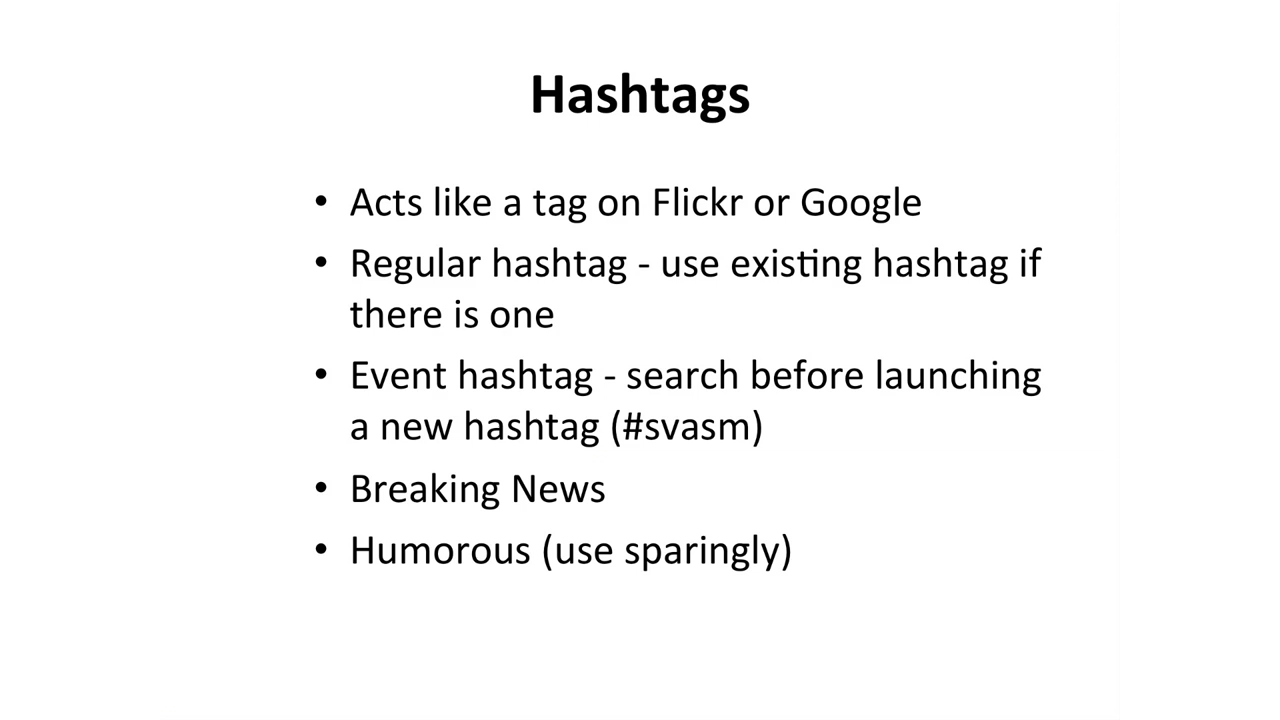 Hashtags
• Acts like a tag on Flickr or Google
• Regular hashtag - use existing hashtag if
there is one
• Event hashtag - search before launching
a new hashtag (#svasm)
• Breaking News
• Humorous (use sparingly)